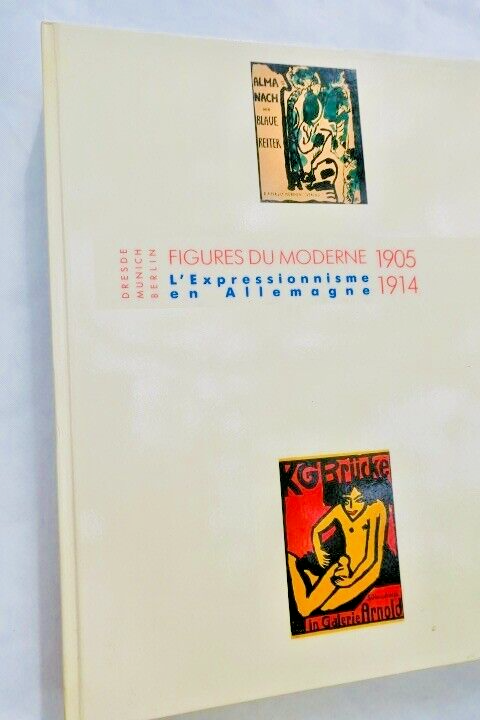 ALMA
NACH
DER
BLAUE
REITER
DRESDE
MUNICH
BERLIN
FIGURES DU MODERNE 1905
L'Expressionnisme
en Allemagne 1914
KG Brücke
in Galerie Arnold